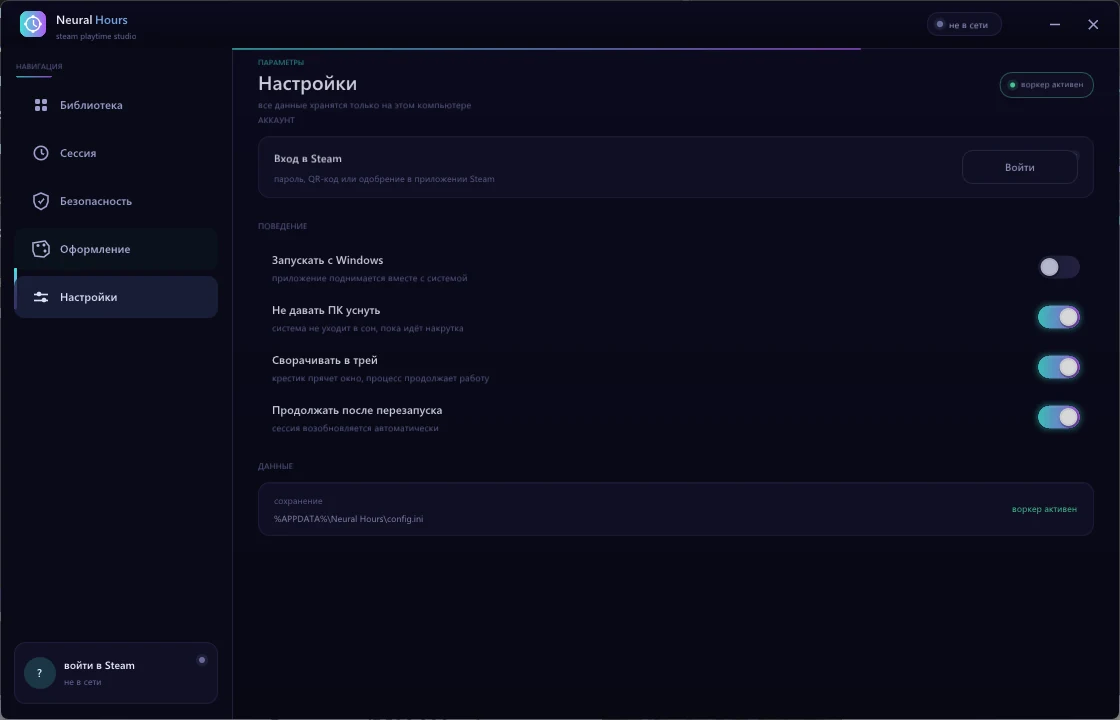 Neural Hours
steam playtime studio
не в сети
НАВИГАЦИЯ
Библиотека
Сессия
Безопасность
Оформление
Настройки
ПАРАМЕТРЫ
Настройки
все данные хранятся только на этом компьютере
воркер активен
АККАУНТ
Вход в Steam
пароль, QR-код или одобрение в приложении Steam
Войти
ПОВЕДЕНИЕ
Запускать с Windows
приложение поднимается вместе с системой
Не давать ПК уснуть
система не уходит в сон, пока идёт накрутка
Сворачивать в трей
крестик прячет окно, процесс продолжает работу
Продолжать после перезапуска
сессия возобновляется автоматически
ДАННЫЕ
сохранение
%APPDATA%\Neural Hours\config.ini
воркер активен
?
войти в Steam
не в сети